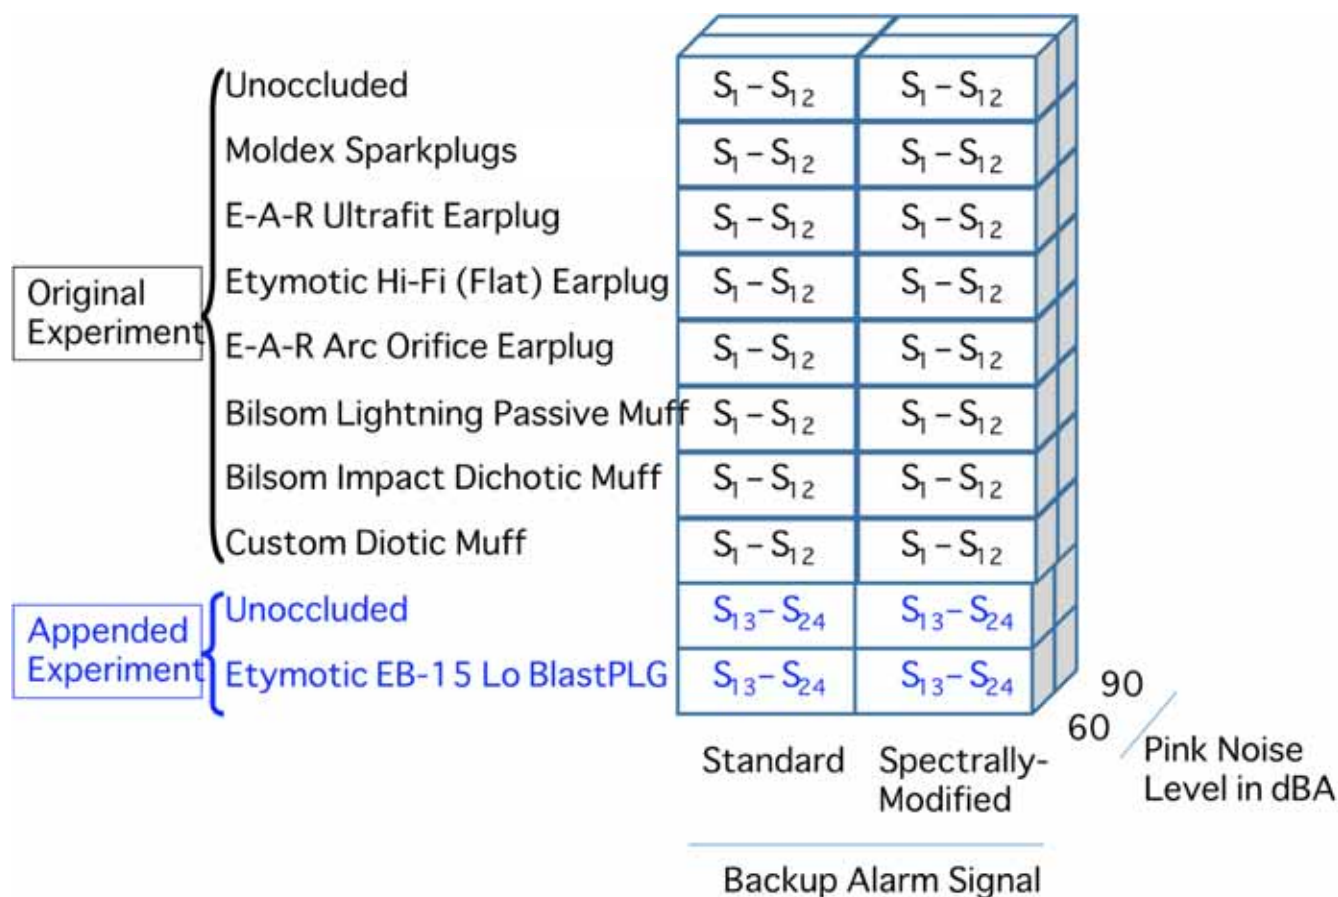 Unoccluded S1 – S12 S1 – S12
Moldex Sparkplugs S1 – S12 S1 – S12
E-A-R Ultrafit Earplug S1 – S12 S1 – S12
Etymotic Hi-Fi (Flat) Earplug S1 – S12 S1 – S12
Original
Experiment
E-A-R Arc Orifice Earplug S1 – S12 S1 – S12
Bilsom Lightning Passive Muff S1 – S12 S1 – S12
Bilsom Impact Dichotic Muff S1 – S12 S1 – S12
Custom Diotic Muff S1 – S12 S1 – S12
Unoccluded S13 – S24 S13 – S24
Appended
Experiment
Etymotic EB-15 Lo BlastPLG S13 – S24 S13 – S24
90
60
Pink Noise
Level in dBA
Standard
Spectrally-
Modified
Backup Alarm Signal